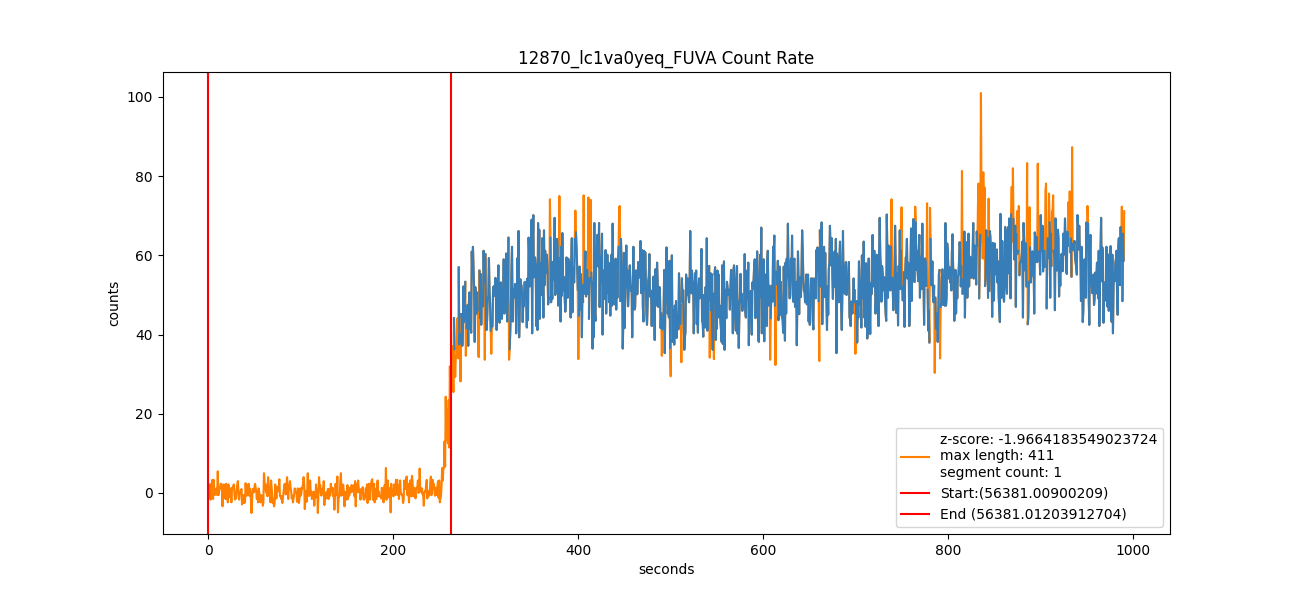 12870_lc1va0yeq_FUVA Count Rate
counts
100
80
60
40
20
0
0 200 400 600 800 1000
seconds
z-score: -1.9664183549023724
max length: 411
segment count: 1
Start:(56381.00900209)
End (56381.01203912704)